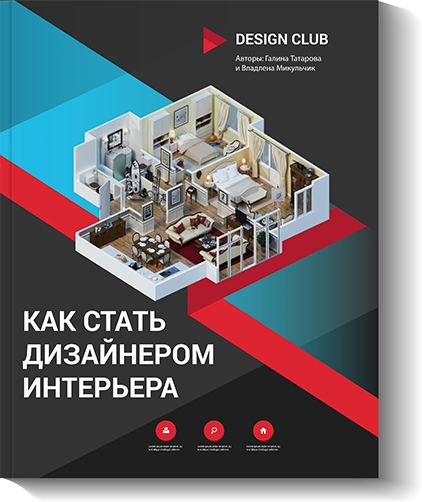 DESIGN CLUB
Авторы: Галина Татарова
и Владлена Микульчик
КАК СТАТЬ
ДИЗАЙНЕРОМ
ИНТЕРЬЕРА